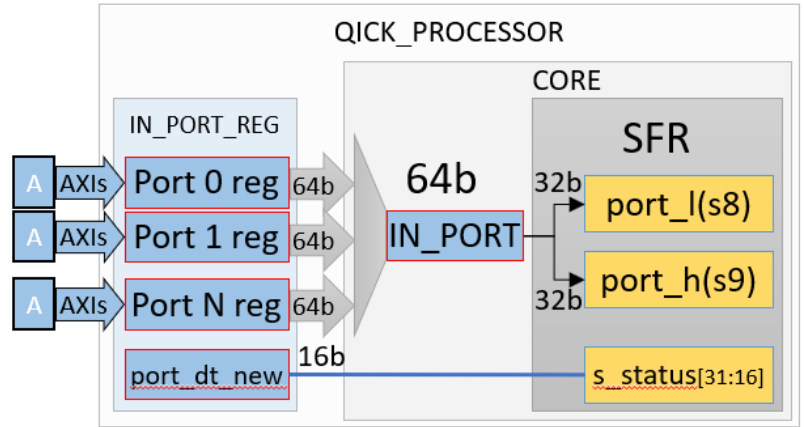 QICK_PROCESSOR
CORE
IN_PORT_REG
SFR
A AXIs Port 0 reg 64b
64b
32b
port_l(s8)
A AXIs Port 1 reg 64b
IN_PORT
A AXIs Port N reg 64b
32b
port_h(s9)
port_dt_new
16b
s_status[31:16]